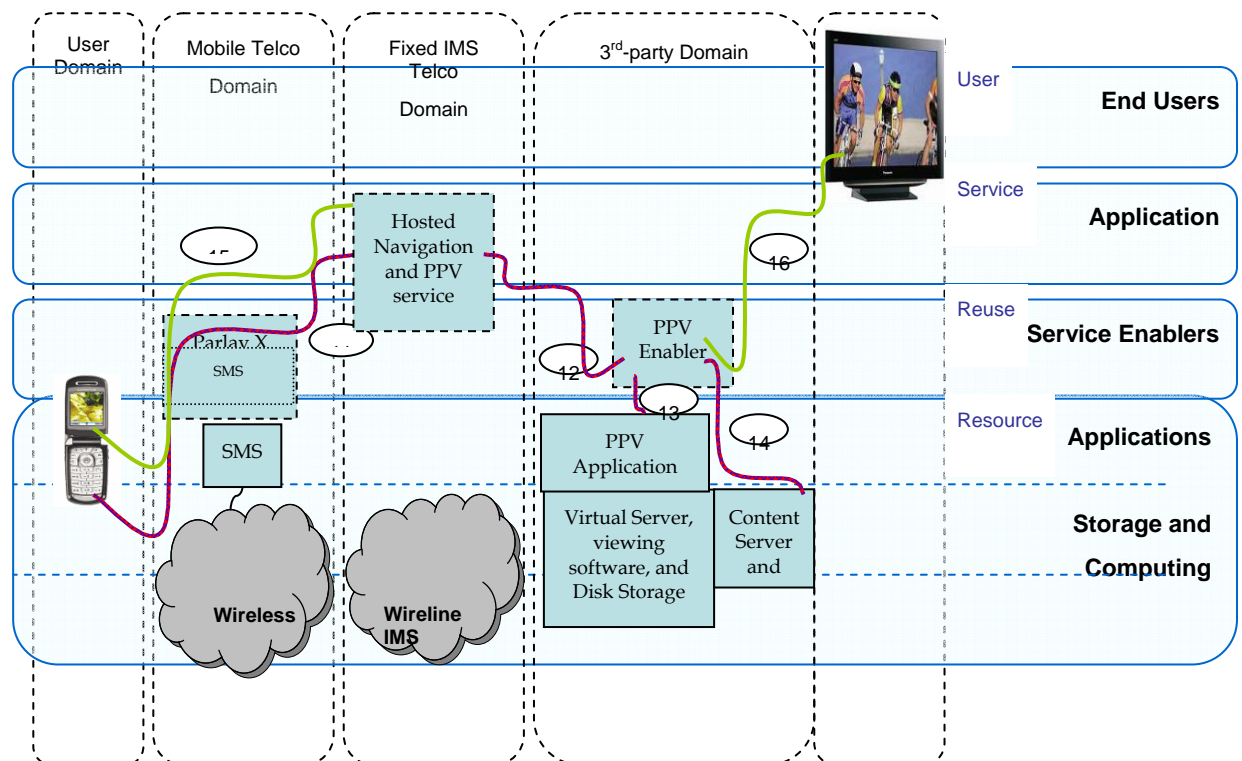 User
Domain
Mobile Telco
Domain
Fixed IMS
Telco
Domain
3rd-party Domain
User
End Users
Service
Application
Hosted
Navigation
and PPV
service
16
Reuse
Service Enablers
Parlay X
SMS
PPV
Enabler
12
13
14
Resource
Applications
SMS
PPV
Application
Virtual Server,
viewing
software, and
Disk Storage
Content
Server
and
Storage and
Computing
Wireless
Wireline
IMS
Panasonic